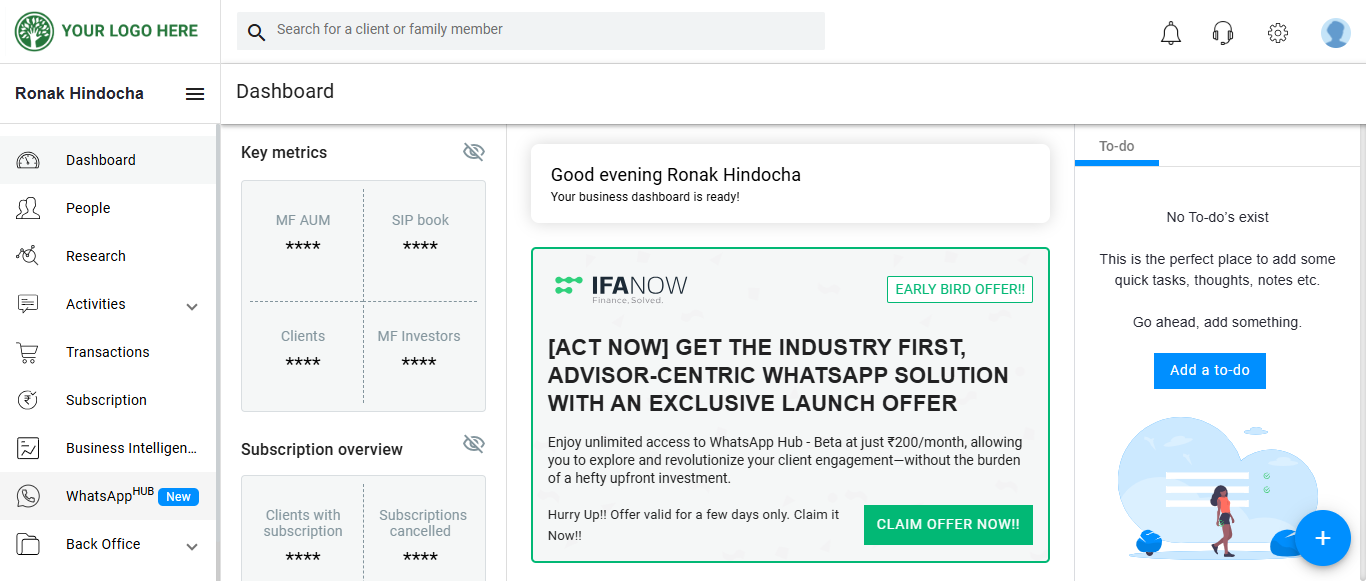 YOUR LOGO HERE
Search for a client or family member
Ronak Hindocha
Dashboard
Dashboard
People
Research
Activities
Transactions
Subscription
Business Intelligen...
WhatsAppHUB New
Back Office
Key metrics
MF AUM
****
SIP book
****
Clients
****
MF Investors
****
Subscription overview
Clients with
subscription
****
Subscriptions
cancelled
****
Good evening Ronak Hindocha
Your business dashboard is ready!
IFANOW
Finance, Solved.
EARLY BIRD OFFER!!
[ACT NOW] GET THE INDUSTRY FIRST,
ADVISOR-CENTRIC WHATSAPP SOLUTION
WITH AN EXCLUSIVE LAUNCH OFFER
Enjoy unlimited access to WhatsApp Hub - Beta at just ₹200/month, allowing
you to explore and revolutionize your client engagement—without the burden
of a hefty upfront investment.
Hurry Up!! Offer valid for a few days only. Claim it
Now!!
CLAIM OFFER NOW!!
To-do
No To-do’s exist
This is the perfect place to add some
quick tasks, thoughts, notes etc.
Go ahead, add something.
Add a to-do
+